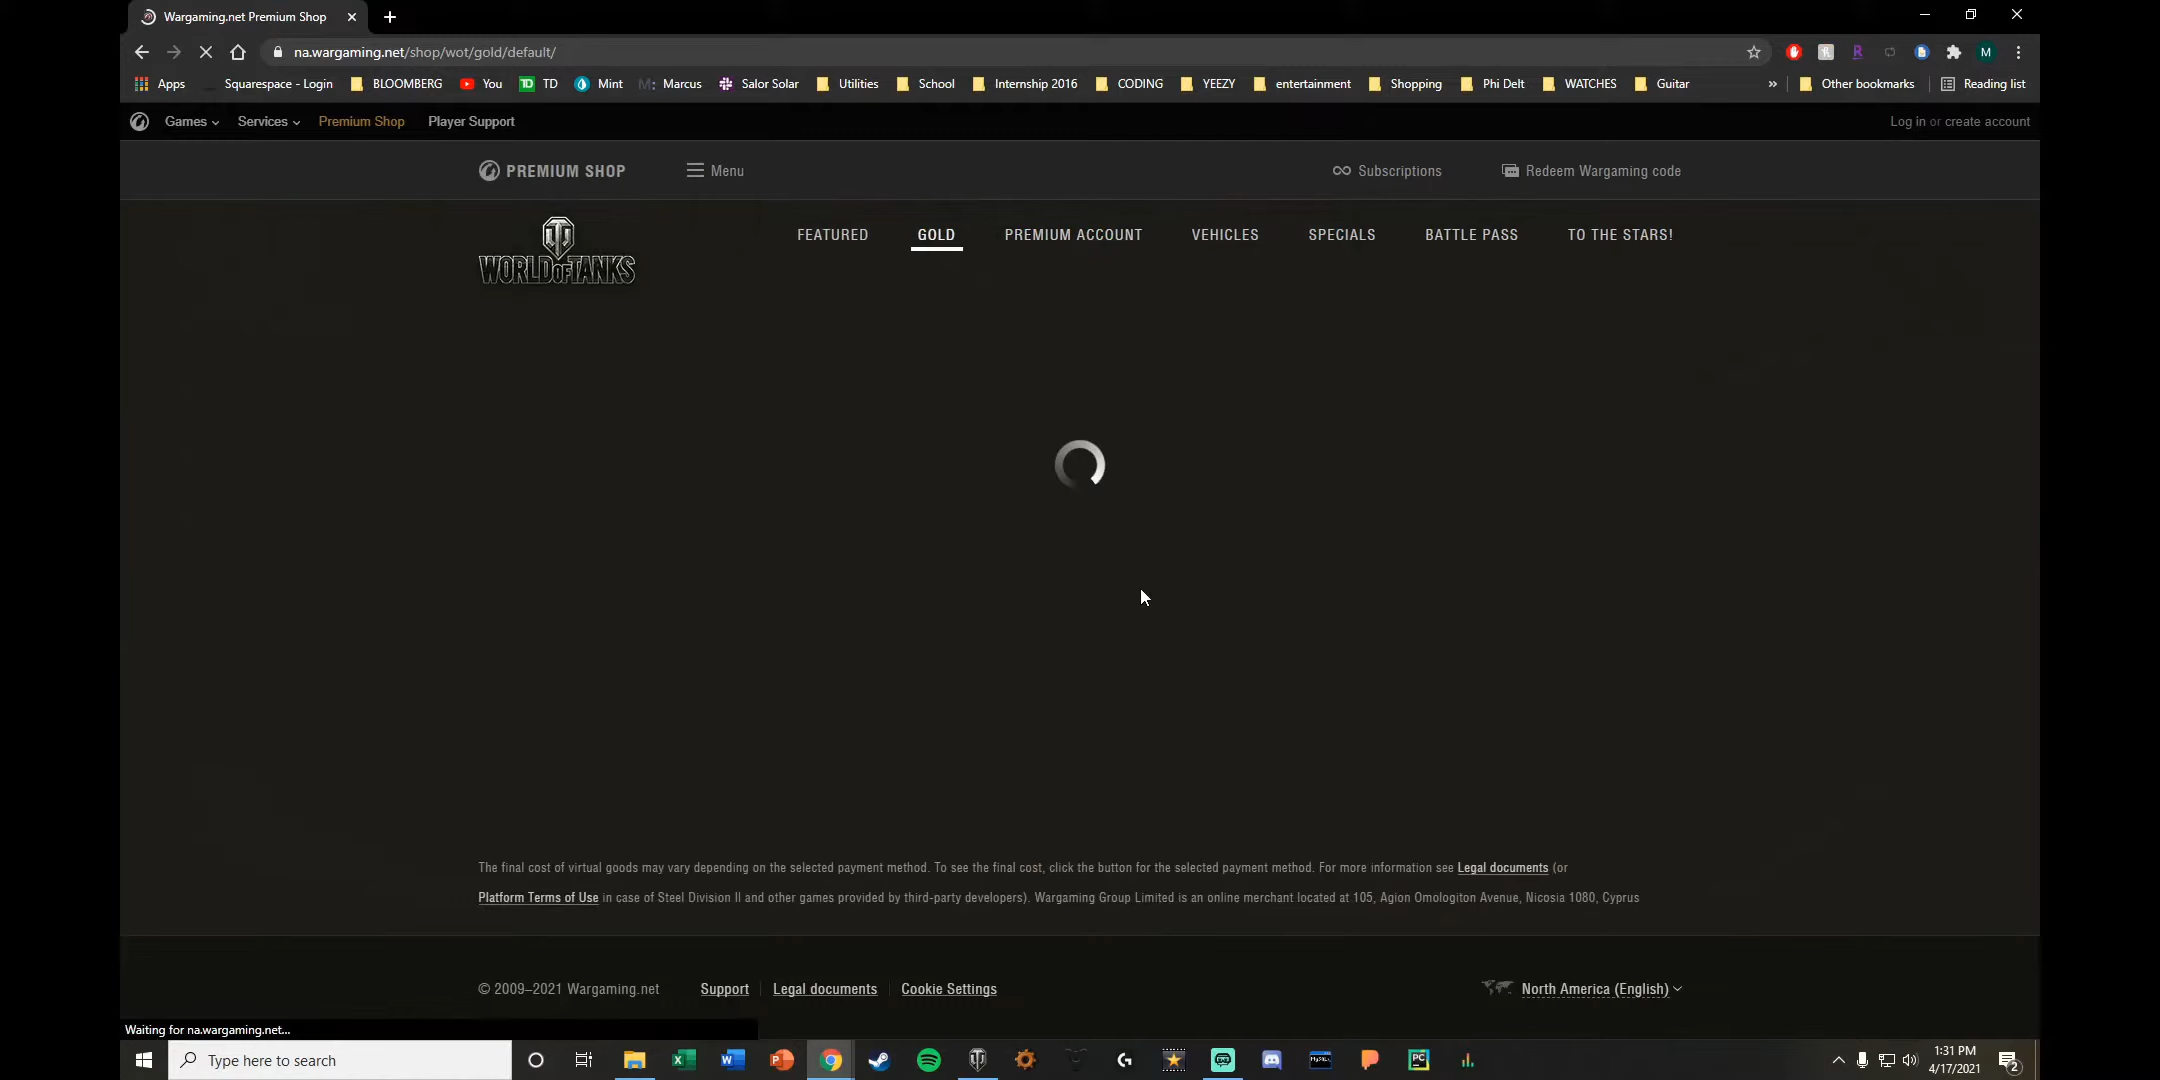 Wargaming.net Premium Shop
na.wargaming.net/shop/wot/gold/default/
M
Apps Squarespace - Login BLOOMBERG You TD Mint M: Marcus Salor Solar Utilities School Internship 2016 CODING YEEZY entertainment Shopping Phi Delt WATCHES Guitar » Other bookmarks Reading list
Games Services Premium Shop Player Support Log in or create account
PREMIUM SHOP Menu Subscriptions Redeem Wargaming code
FEATURED GOLD PREMIUM ACCOUNT VEHICLES SPECIALS BATTLE PASS TO THE STARS!
WORLD OF TANKS
The final cost of virtual goods may vary depending on the selected payment method. To see the final cost, click the button for the selected payment method. For more information see Legal documents (or
Platform Terms of Use in case of Steel Division II and other games provided by third-party developers). Wargaming Group Limited is an online merchant located at 105, Agion Omologiton Avenue, Nicosia 1080, Cyprus
© 2009–2021 Wargaming.net Support Legal documents Cookie Settings North America (English)
Waiting for na.wargaming.net...
Type here to search
1:31 PM
4/17/2021
2